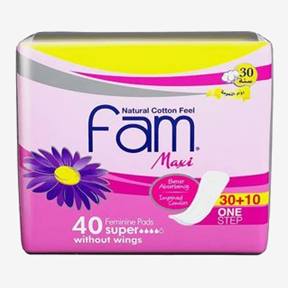 30
سنة
Natural Cotton Feel
fam®
Maxi
Better
Absorbency
Improved
Comfort
30+10
ONE
STEP
40 Feminine Pads
super
without wings